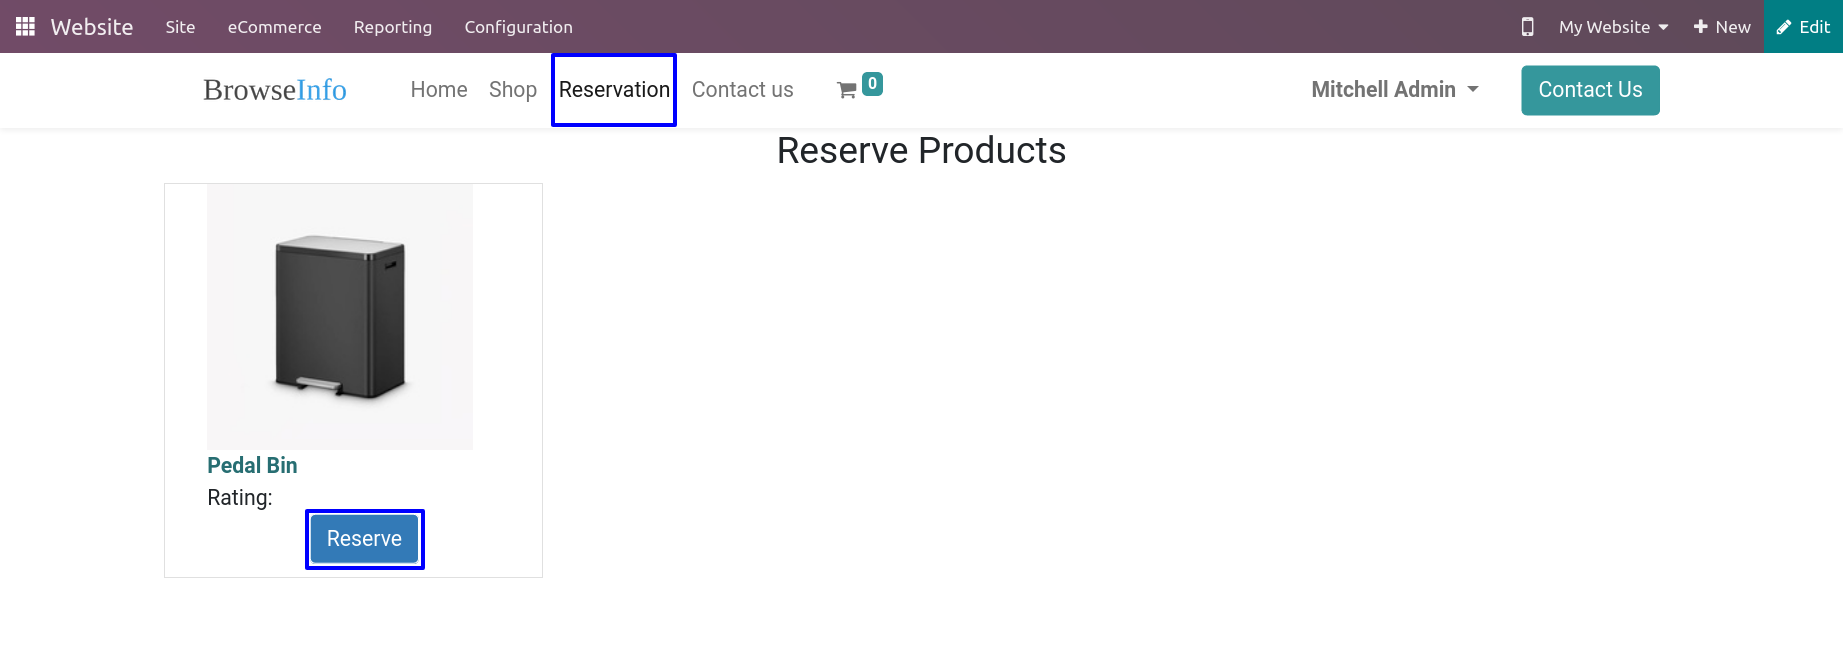 Website Site eCommerce Reporting Configuration My Website New Edit
BrowseInfo Home Shop Reservation Contact us 0 Mitchell Admin Contact Us
Reserve Products
Pedal Bin
Rating:
Reserve